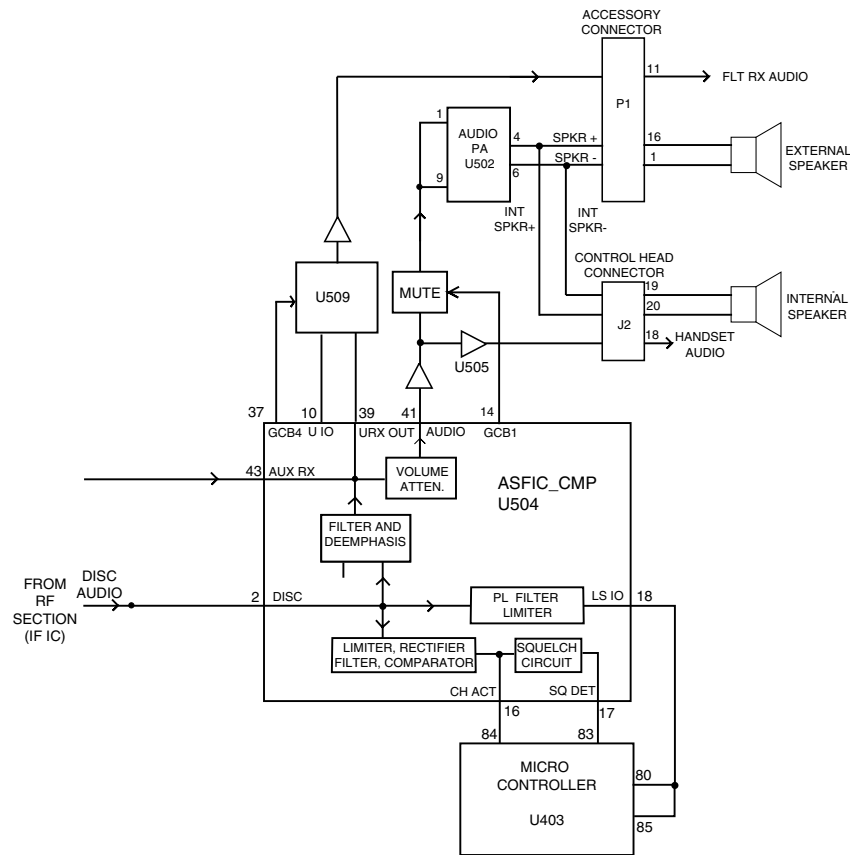 ACCESSORY
CONNECTOR
11
FLT RX AUDIO
P1
1
AUDIO
PA
U502
4
SPKR +
16
EXTERNAL
SPEAKER
9
6
SPKR -
1
INT
SPKR+
INT
SPKR-
CONTROL HEAD
CONNECTOR
U509
MUTE
19
20
INTERNAL
SPEAKER
J2
18
HANDSET
AUDIO
U505
37
10
39
41
14
GCB4
U IO
URX OUT
AUDIO
GCB1
43
AUX RX
VOLUME
ATTEN.
ASFIC_CMP
U504
FILTER AND
DEEMPHASIS
FROM
RF
SECTION
(IF IC)
DISC
AUDIO
2
DISC
PL FILTER
LIMITER
LS IO
18
LIMITER, RECTIFIER
FILTER, COMPARATOR
SQUELCH
CIRCUIT
CH ACT
SQ DET
16
17
84
83
MICRO
CONTROLLER
80
U403
85